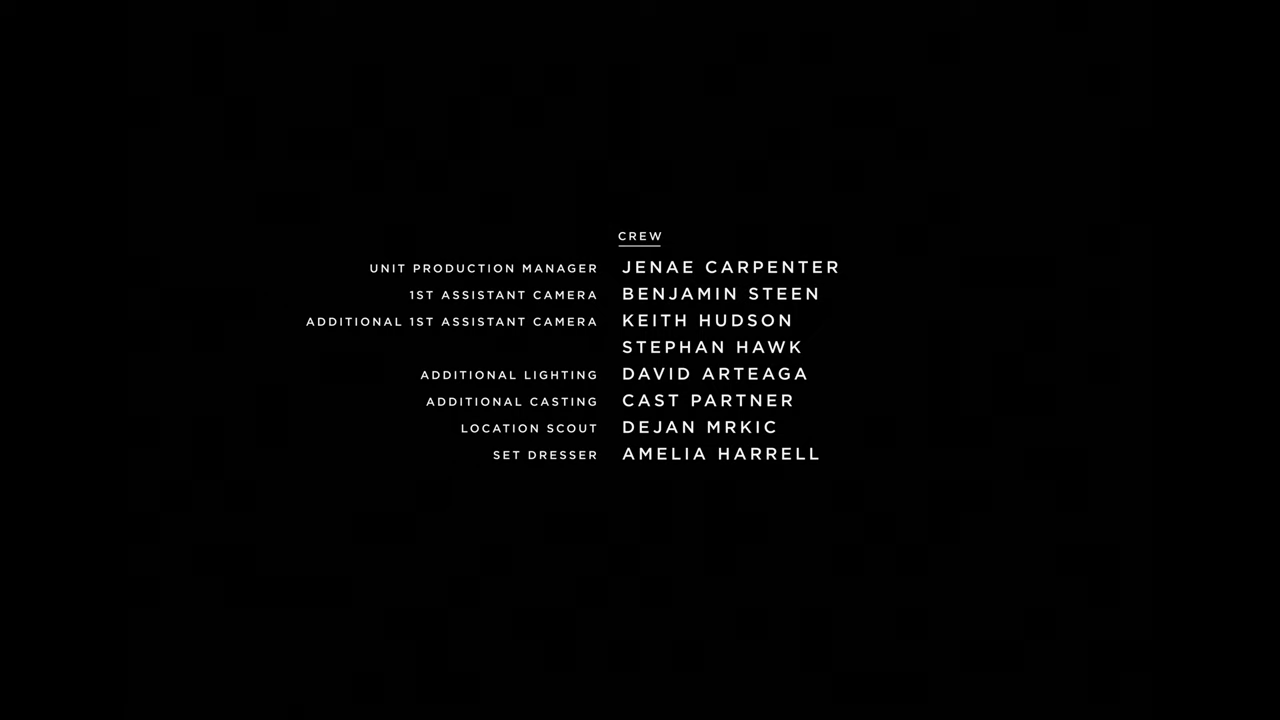 CREW
UNIT PRODUCTION MANAGER JENAE CARPENTER
1ST ASSISTANT CAMERA BENJAMIN STEEN
ADDITIONAL 1ST ASSISTANT CAMERA KEITH HUDSON
STEPHAN HAWK
ADDITIONAL LIGHTING DAVID ARTEAGA
ADDITIONAL CASTING CAST PARTNER
LOCATION SCOUT DEJAN MRKIC
SET DRESSER AMELIA HARRELL